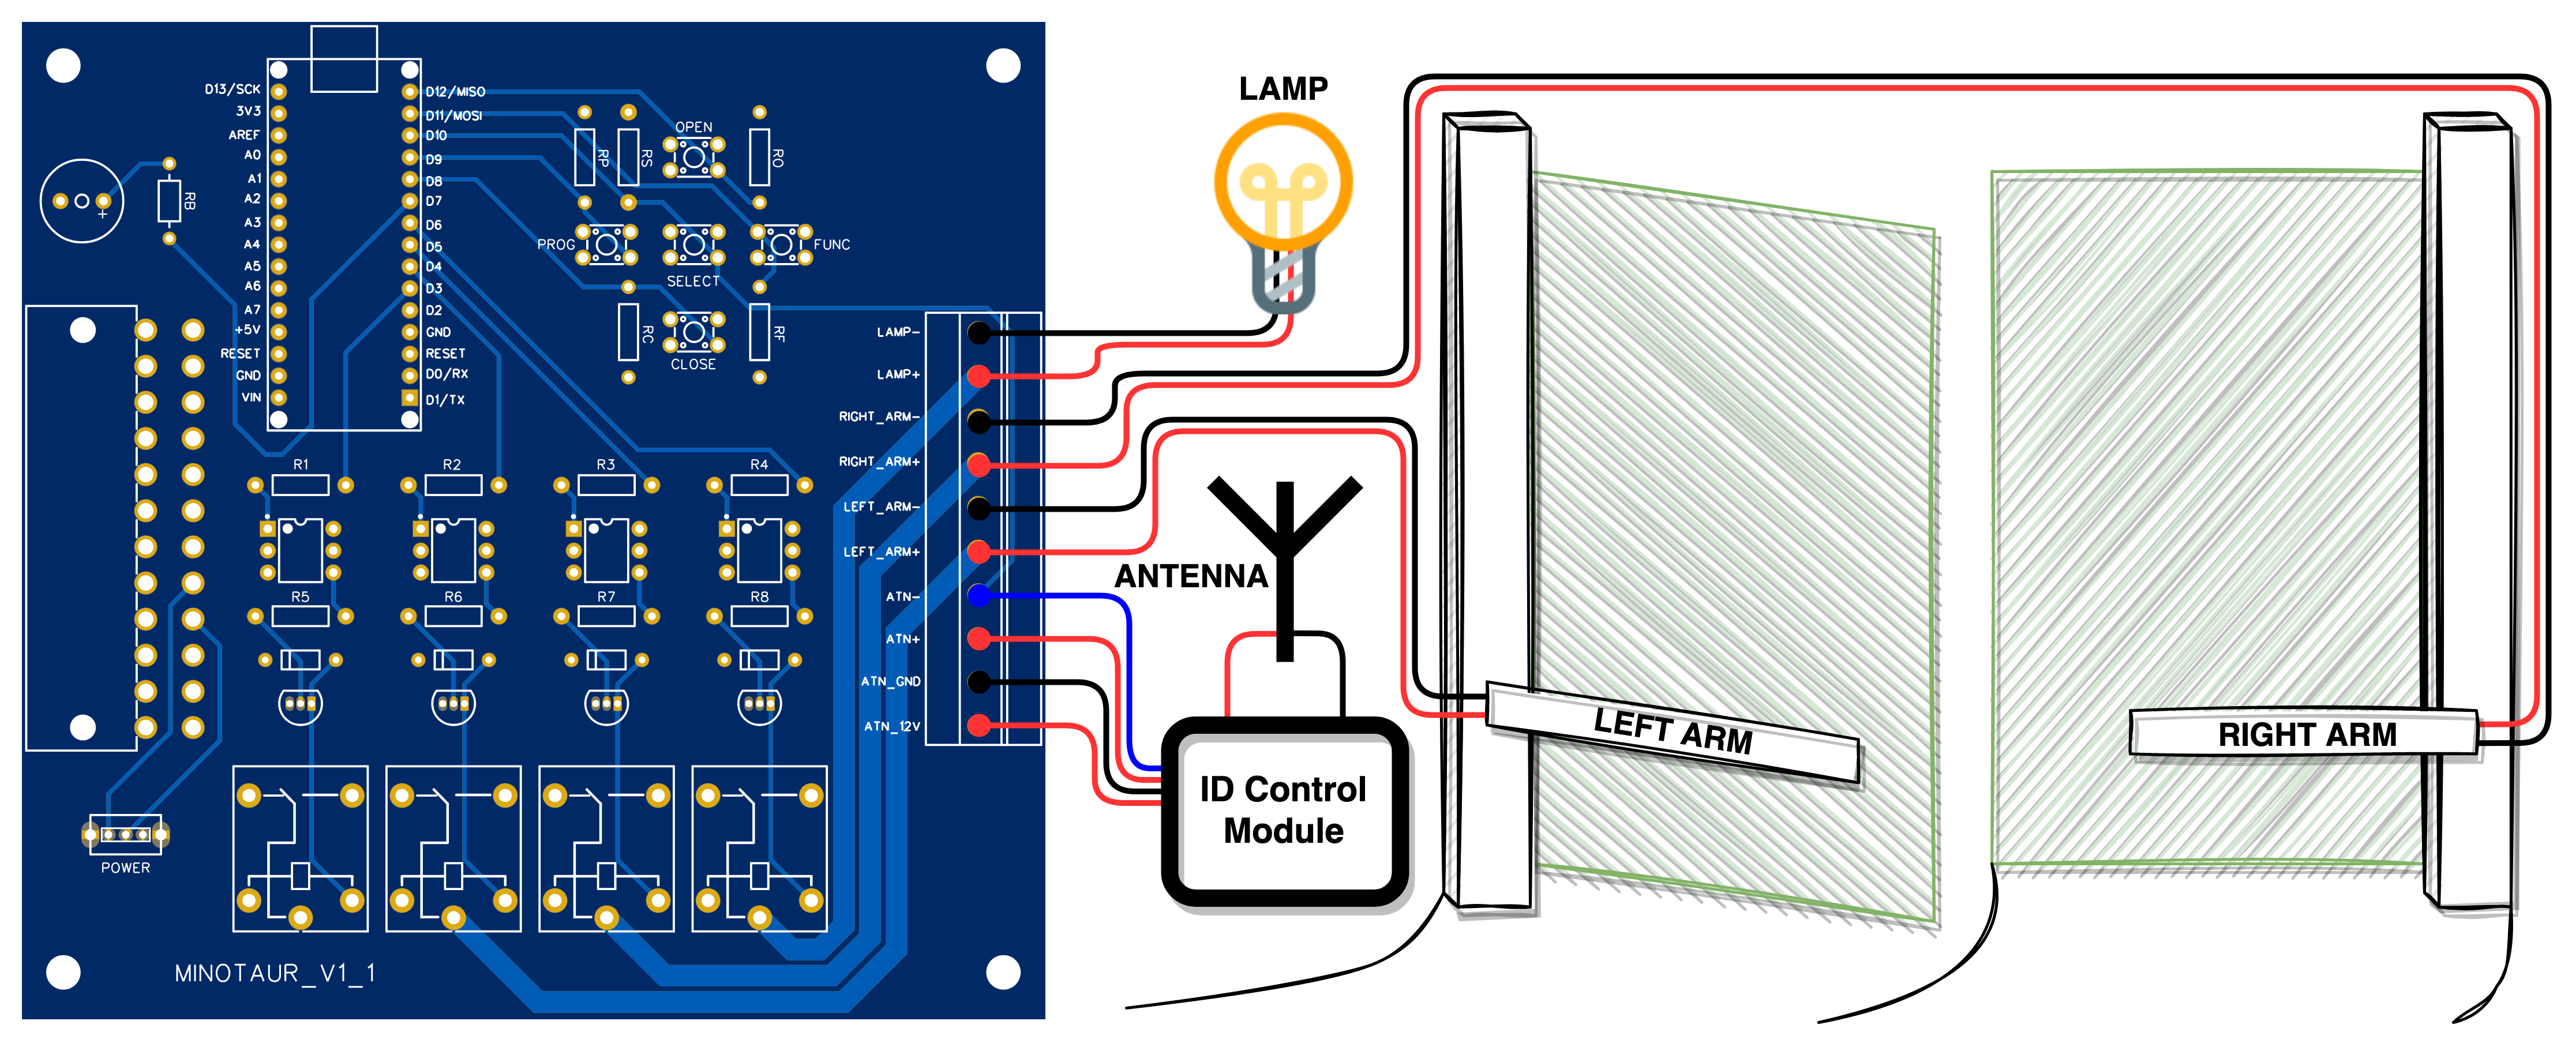 D13/SCK
3V3
AREF
A0
A1
A2
A3
A4
A5
A6
A7
+5V
RESET
GND
VIN
D12/MISO
D11/MOSI
D10
D9
D8
D7
D6
D5
D4
D3
D2
GND
RESET
D0/RX
D1/TX
RB
RP
RS
OPEN
RO
PROG
SELECT
FUNC
RC
CLOSE
RF
R1
R2
R3
R4
R5
R6
R7
R8
+
POWER
MINOTAUR_V1_1
LAMP-
LAMP+
RIGHT_ARM-
RIGHT_ARM+
LEFT_ARM-
LEFT_ARM+
ATN-
ATN+
ATN_GND
ATN_12V
LAMP
ANTENNA
ID Control
Module
LEFT ARM
RIGHT ARM